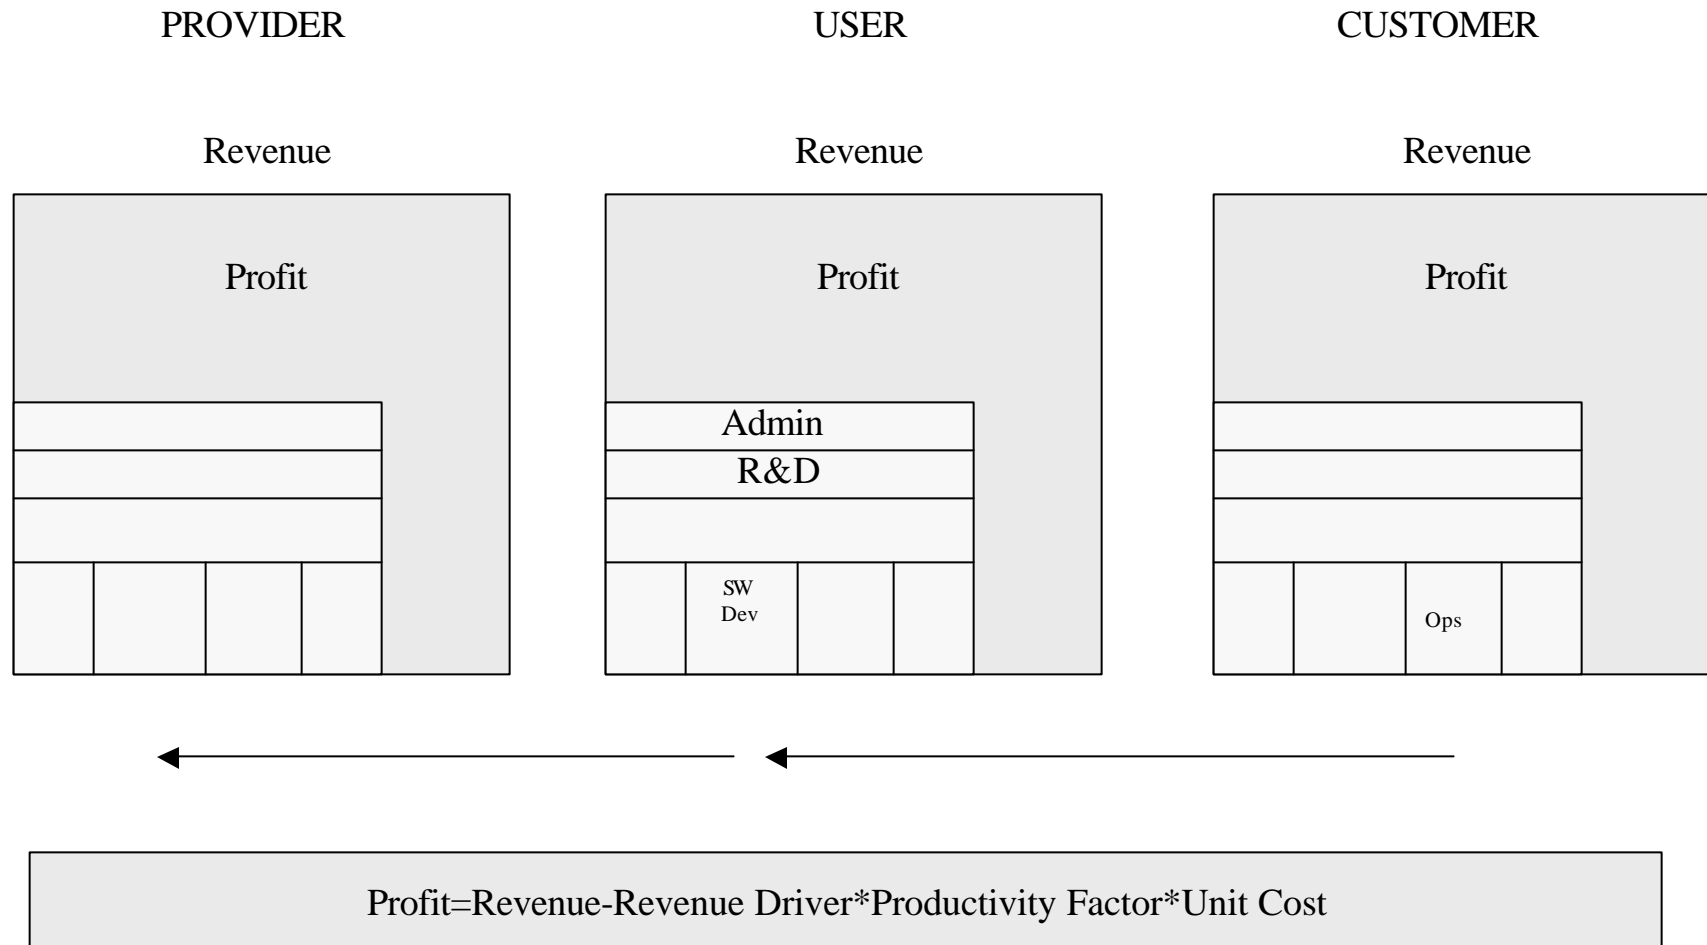 PROVIDER
USER
CUSTOMER
Revenue
Revenue
Revenue
Profit
Profit
Profit
Admin
R&D
SW
Dev
Ops
Profit=Revenue-Revenue Driver*Productivity Factor*Unit Cost